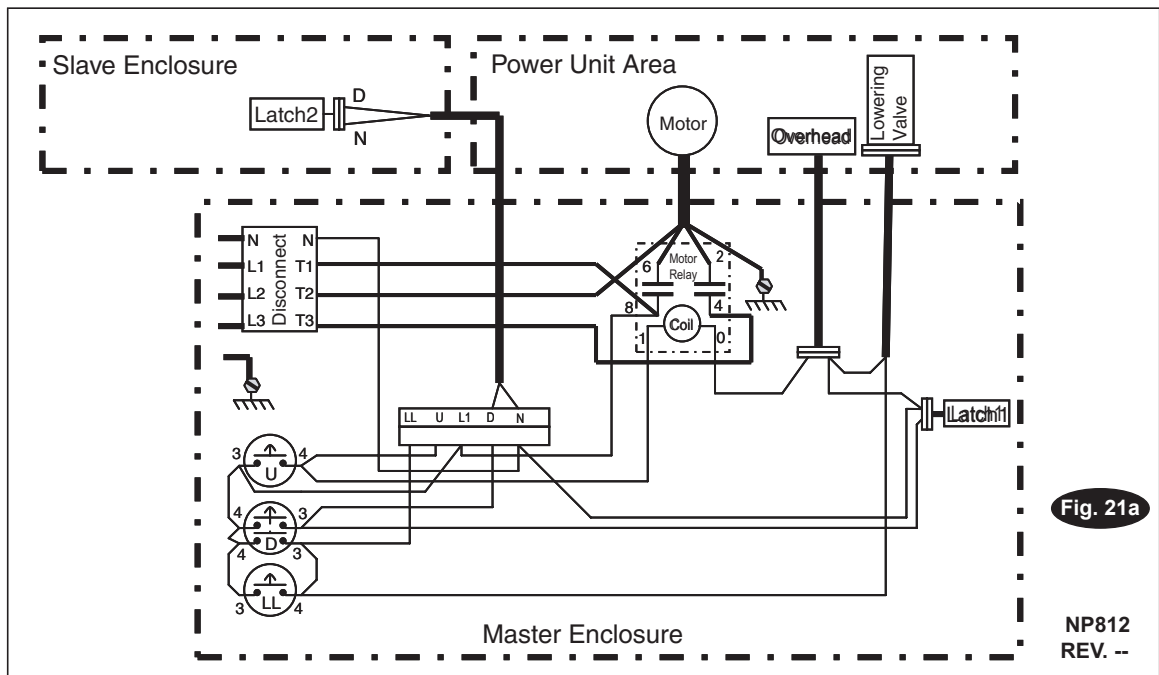 Slave Enclosure
Power Unit Area
Lowering
Valve
D
Latch2
N
Motor
Overhead
N N
L1 T1
L2 T2
L3 T3
Disconnect
Motor
Relay
6 2
8 4
Coil
1 0
LL U L1 D N
Latch1
3 4
U
4 3
D
4 3
LL
3 4
Fig. 21a
Master Enclosure
NP812
REV. --